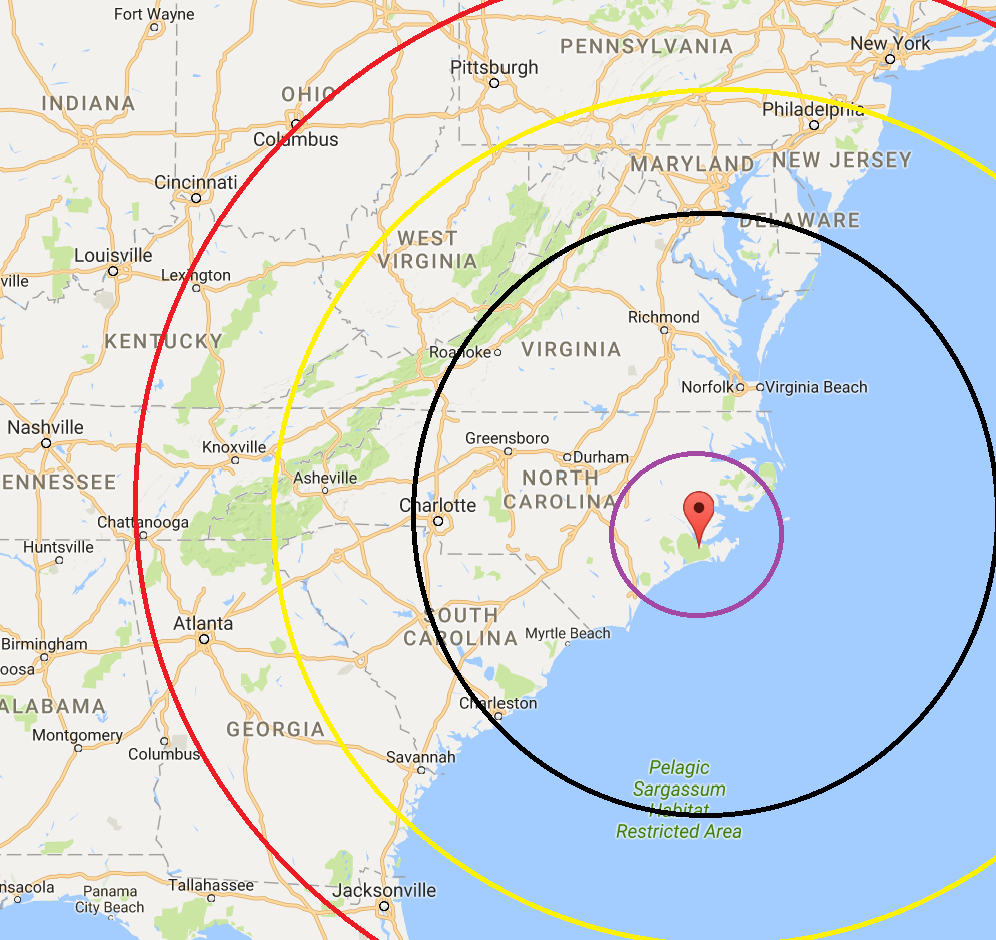 Fort Wayne
New York
PENNSYLVANIA
Pittsburgh
OHIO
INDIANA
Philadelphia
Columbus
MARYLAND
NEW JERSEY
Cincinnati
DELAWARE
WEST
VIRGINIA
Louisville
Lexington
ville
Richmond
KENTUCKY
Roanoke
VIRGINIA
Norfolk
Virginia Beach
Nashville
Greensboro
Knoxville
Durham
Asheville
NORTH
CAROLINA
ENNESSEE
Charlotte
Chattanooga
Huntsville
SOUTH
CAROLINA
Atlanta
Myrtle Beach
Birmingham
oosa
Charleston
ALABAMA
GEORGIA
Montgomery
Columbus
Savannah
Pelagic
Sargassum
Habitat
Restricted Area
Tallahassee
Jacksonville
nsacola
Panama
City Beach